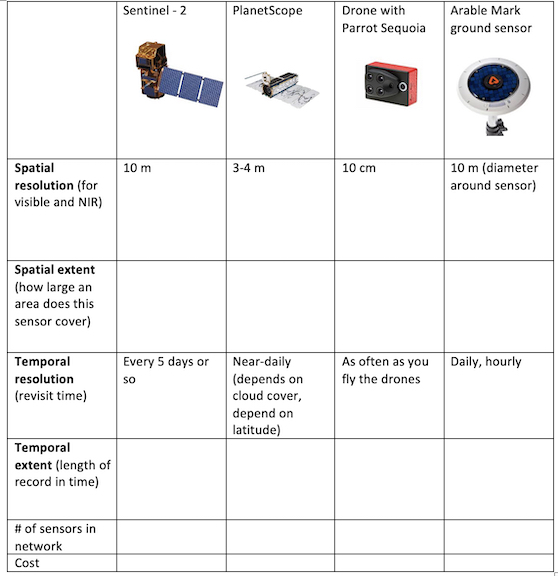 Sentinel - 2
PlanetScope
Drone with
Parrot Sequoia
Arable Mark
ground sensor
Spatial
resolution (for
visible and NIR)
10 m
3-4 m
10 cm
10 m (diameter
around sensor)
Spatial extent
(how large an
area does this
sensor cover)
Temporal
resolution
(revisit time)
Every 5 days or
so
Near-daily
(depends on
cloud cover,
depend on
latitude)
As often as you
fly the drones
Daily, hourly
Temporal
extent (length of
record in time)
# of sensors in
network
Cost